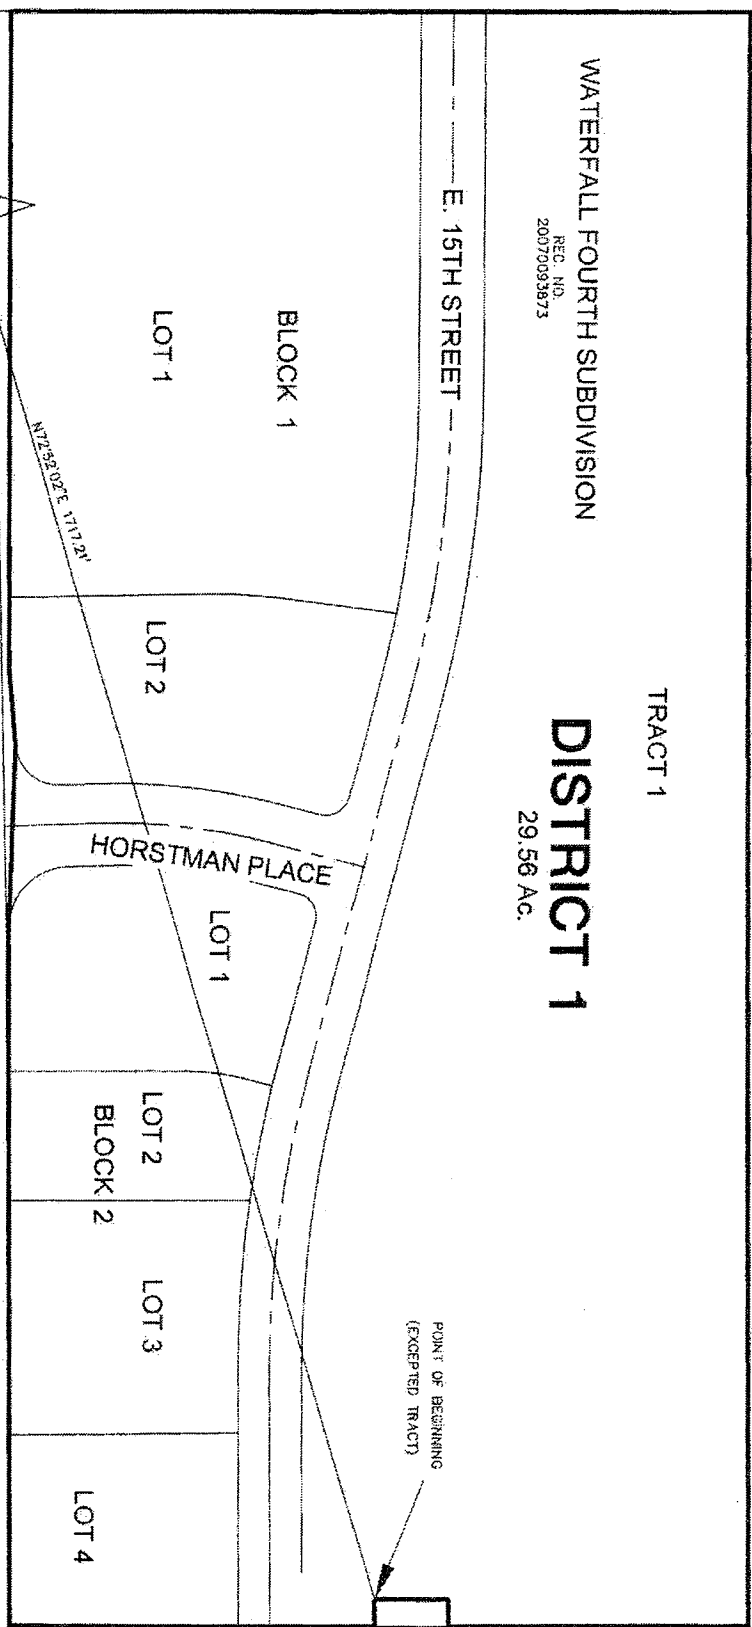 WATERFALL FOURTH SUBDIVISION
REC. NO.
20070093873
TRACT 1
DISTRICT 1
29.56 Ac.
E. 15TH STREET
BLOCK 1
LOT 1
N72°52'02"E 1717.21'
LOT 2
HORSTMAN PLACE
LOT 1
LOT 2
BLOCK 2
LOT 3
LOT 4
POINT OF BEGINNING
(EXCEPTED TRACT)